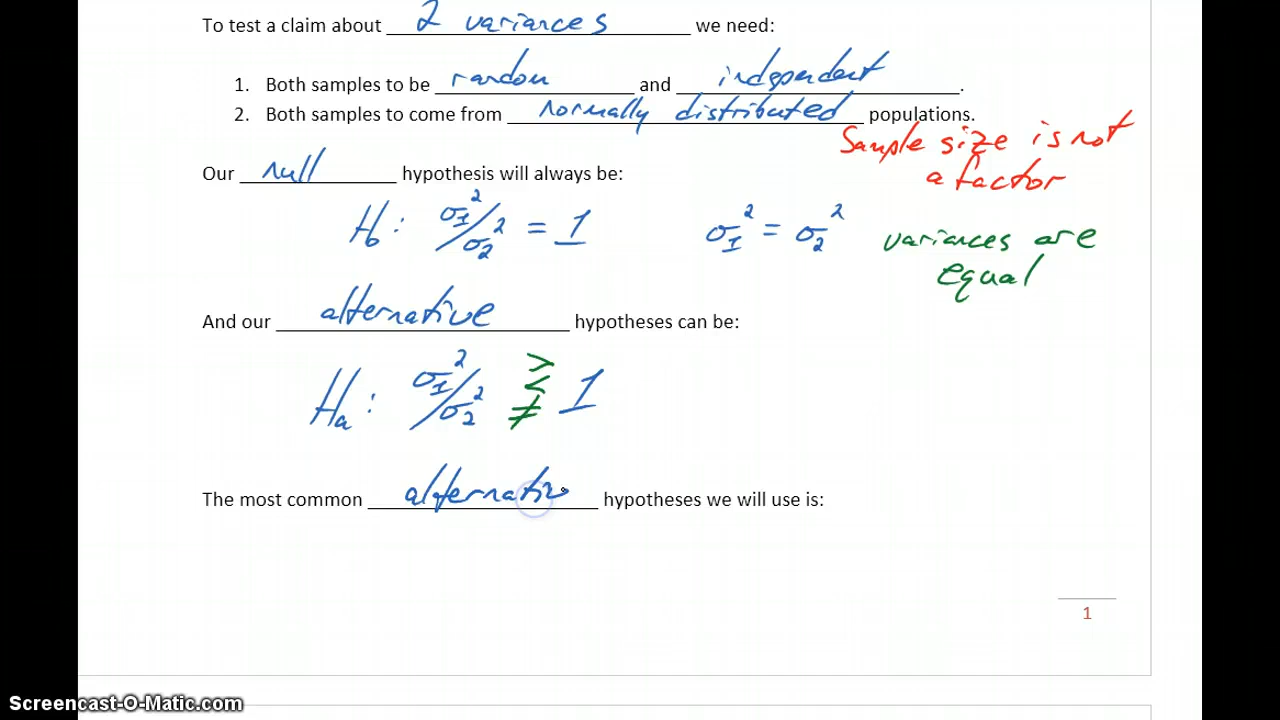 To test a claim about 2 variances we need:
1. Both samples to be random and independent.
2. Both samples to come from normally distributed populations.
Sample size is not
a factor
Our null hypothesis will always be:
H₀: σ₁²/σ₂² = 1 σ₁² = σ₂² variances are
equal
And our alternative hypotheses can be:
Hₐ: σ₁²/σ₂² > < ≠ 1
The most common alternativ hypotheses we will use is:
1
Screencast-O-Matic.com